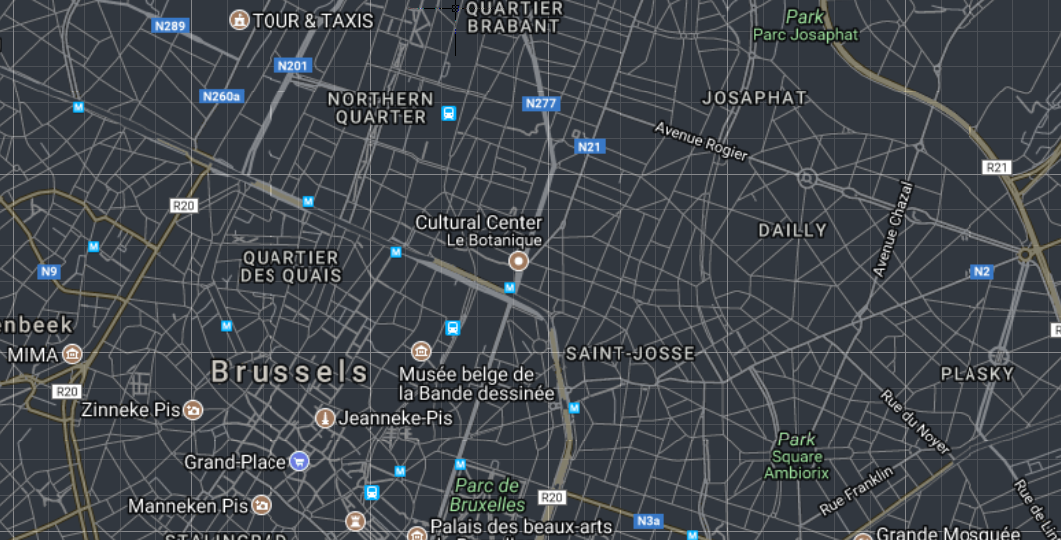 QUARTIER
BRABANT
Park
Parc Josaphat
N289
TOUR & TAXIS
N201
N260a
NORTHERN
QUARTER
N277
JOSAPHAT
M
N21
Avenue Rogier
R21
R20
M
Cultural Center
Le Botanique
DAILLY
Avenue Chazal
M
M
QUARTIER
DES QUAIS
N9
N2
M
M
enbeek
MIMA
SAINT-JOSSE
Brussels
Musée belge de
la Bande dessinée
PLASKY
R20
Zinneke Pis
Jeanneke-Pis
M
Rue du Noyer
Park
Square
Ambiorix
Grand-Place
M
M
Parc de
Bruxelles
Rue Franklin
R20
Manneken Pis
N3a
Palais des beaux-arts
M
Grande Mosquée